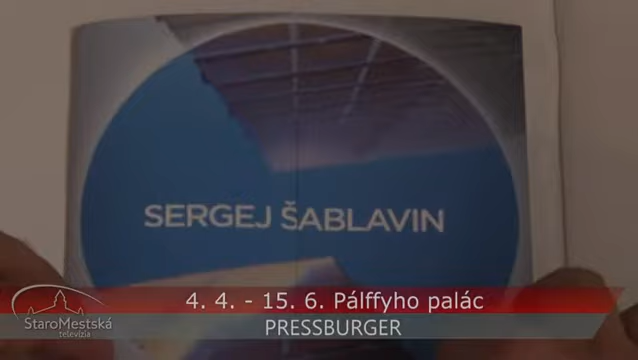 SERGEJ ŠABLAVIN
4. 4. - 15. 6. Pálffyho palác
PRESSBURGER
StaroMestská
televízia